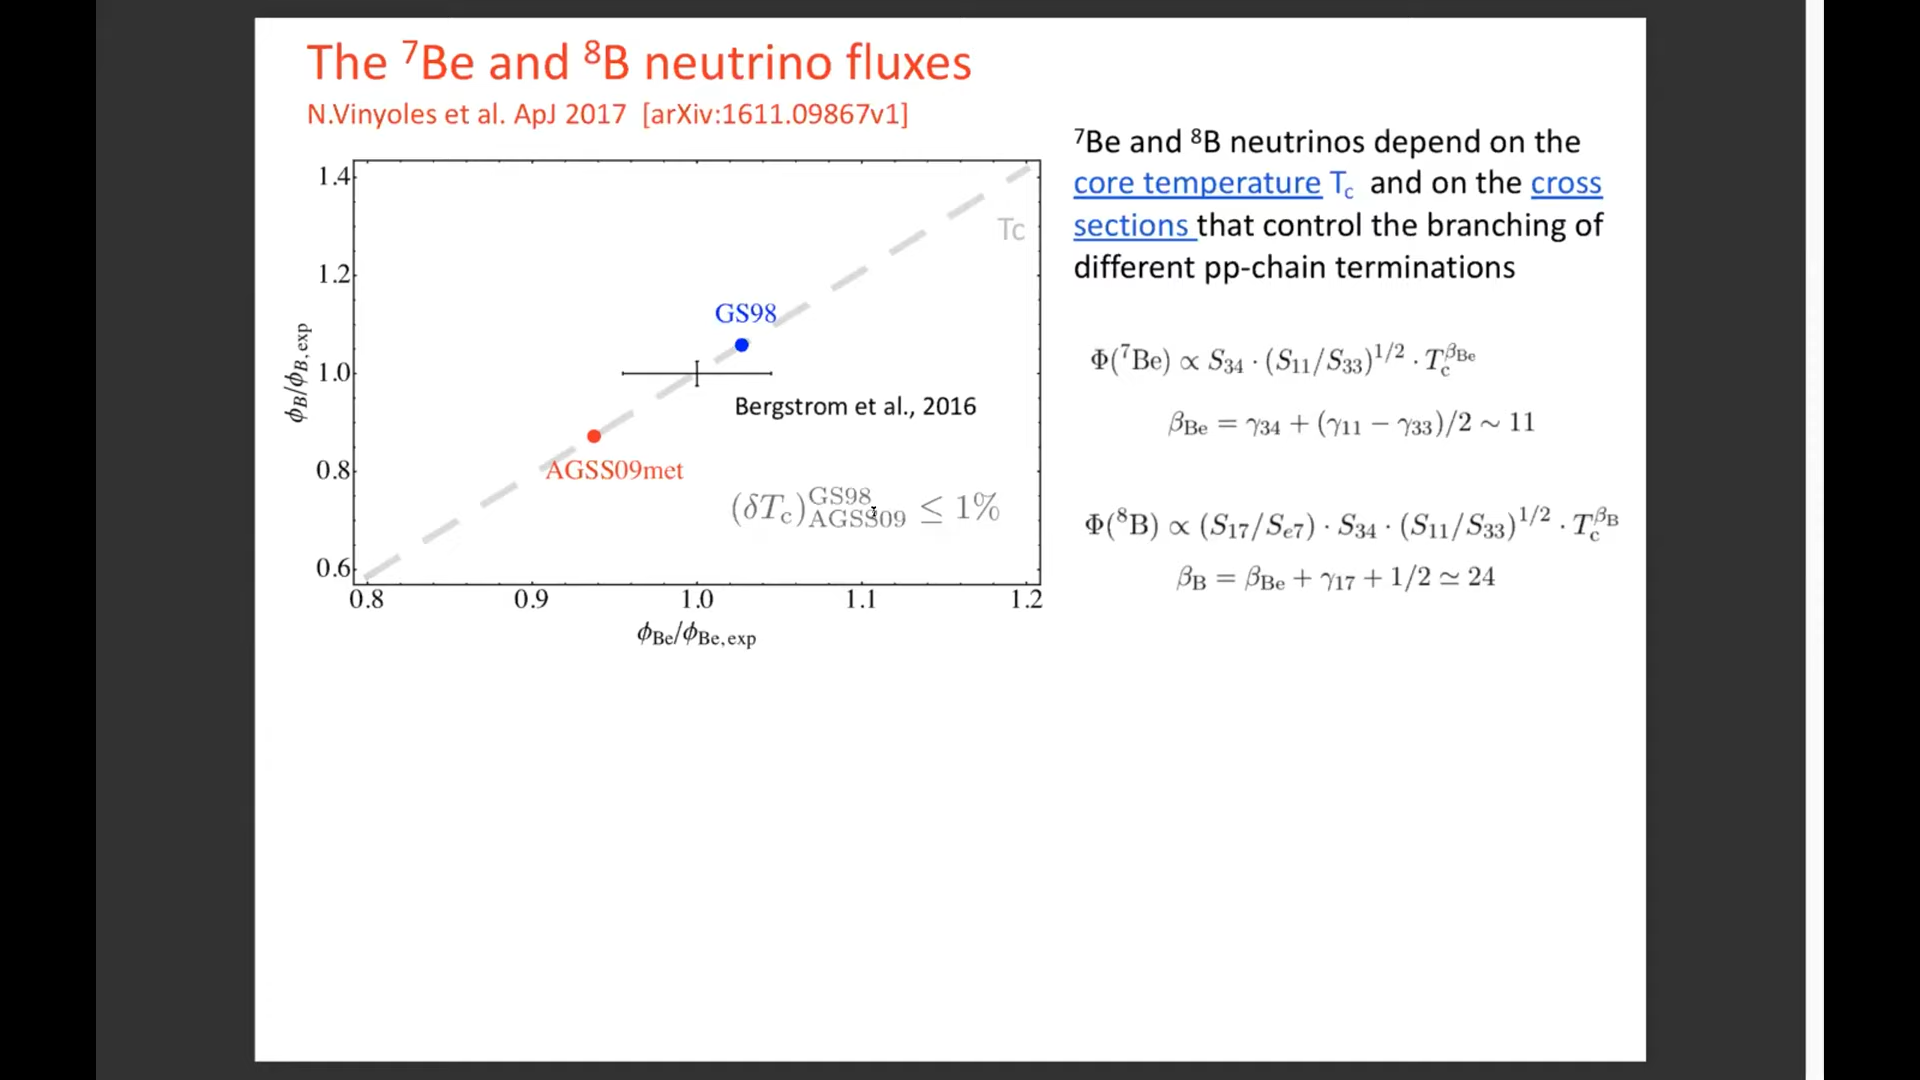 The ⁷Be and ⁸B neutrino fluxes
N.Vinyoles et al. ApJ 2017 [arXiv:1611.09867v1]
1.4
1.2
1.0
0.8
0.6
ϕB/ϕB,exp
Tc
GS98
Bergstrom et al., 2016
AGSS09met
(δTc)GS98 AGSS09 ≤ 1%
0.8 0.9 1.0 1.1 1.2
ϕBe/ϕBe,exp
⁷Be and ⁸B neutrinos depend on the
core temperature Tc and on the cross
sections that control the branching of
different pp-chain terminations
Φ(⁷Be) ∝ S₃₄ · (S₁₁/S₃₃)^1/2 · Tc^βBe
βBe = γ₃₄ + (γ₁₁ − γ₃₃)/2 ∼ 11
Φ(⁸B) ∝ (S₁₇/Se7) · S₃₄ · (S₁₁/S₃₃)^1/2 · Tc^βB
βB = βBe + γ₁₇ + 1/2 ≃ 24